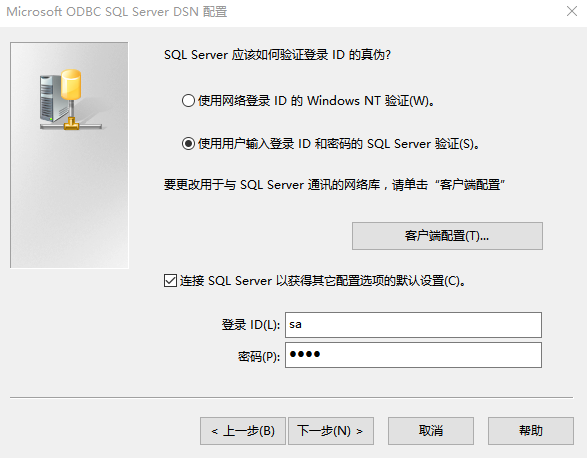 Microsoft ODBC SQL Server DSN 配置
SQL Server 应该如何验证登录 ID 的真伪?
使用网络登录 ID 的 Windows NT 验证(W)。
使用用户输入登录 ID 和密码的 SQL Server 验证(S)。
要更改用于与 SQL Server 通讯的网络库，请单击“客户端配置”
客户端配置(T)...
连接 SQL Server 以获得其它配置选项的默认设置(C)。
登录 ID(L): sa
密码(P): ●●●●
< 上一步(B) 下一步(N) > 取消 帮助